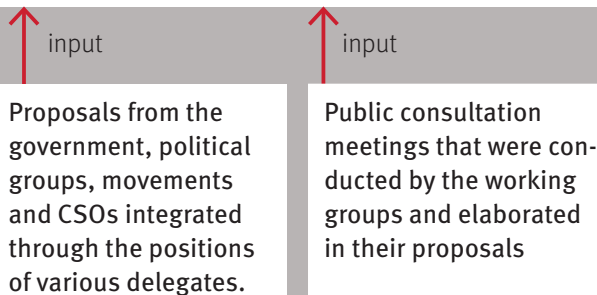 input
Proposals from the
government, political
groups, movements
and CSOs integrated
through the positions
of various delegates.
input
Public consultation
meetings that were con-
ducted by the working
groups and elaborated
in their proposals